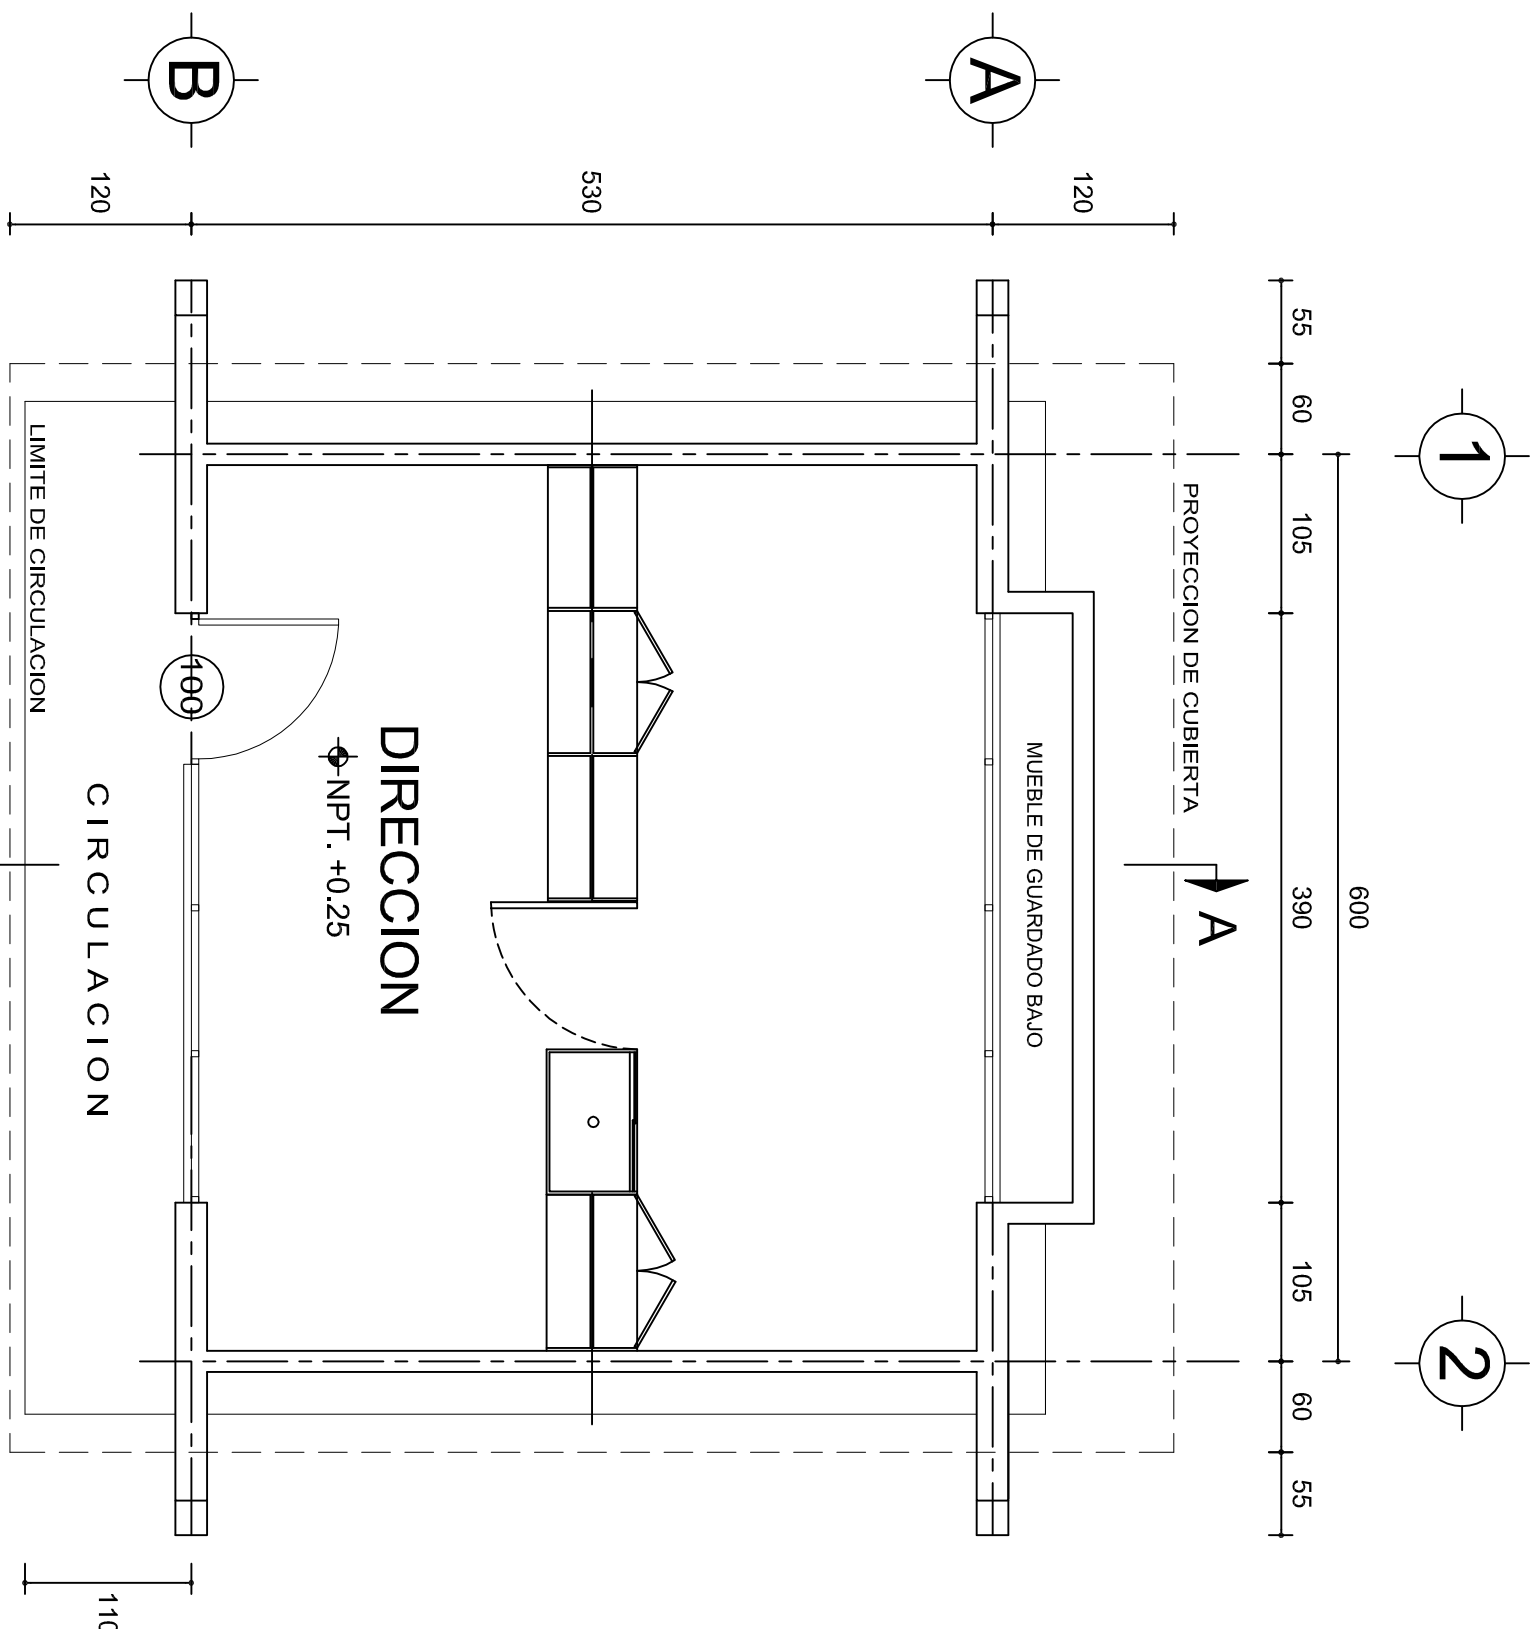 1
2
600
55
60
105
390
105
60
55
A
PROYECCION DE CUBIERTA
MUEBLE DE GUARDADO BAJO
A
120
530
120
B
DIRECCION
NPT. +0.25
100
CIRCULACION
LIMITE DE CIRCULACION
110